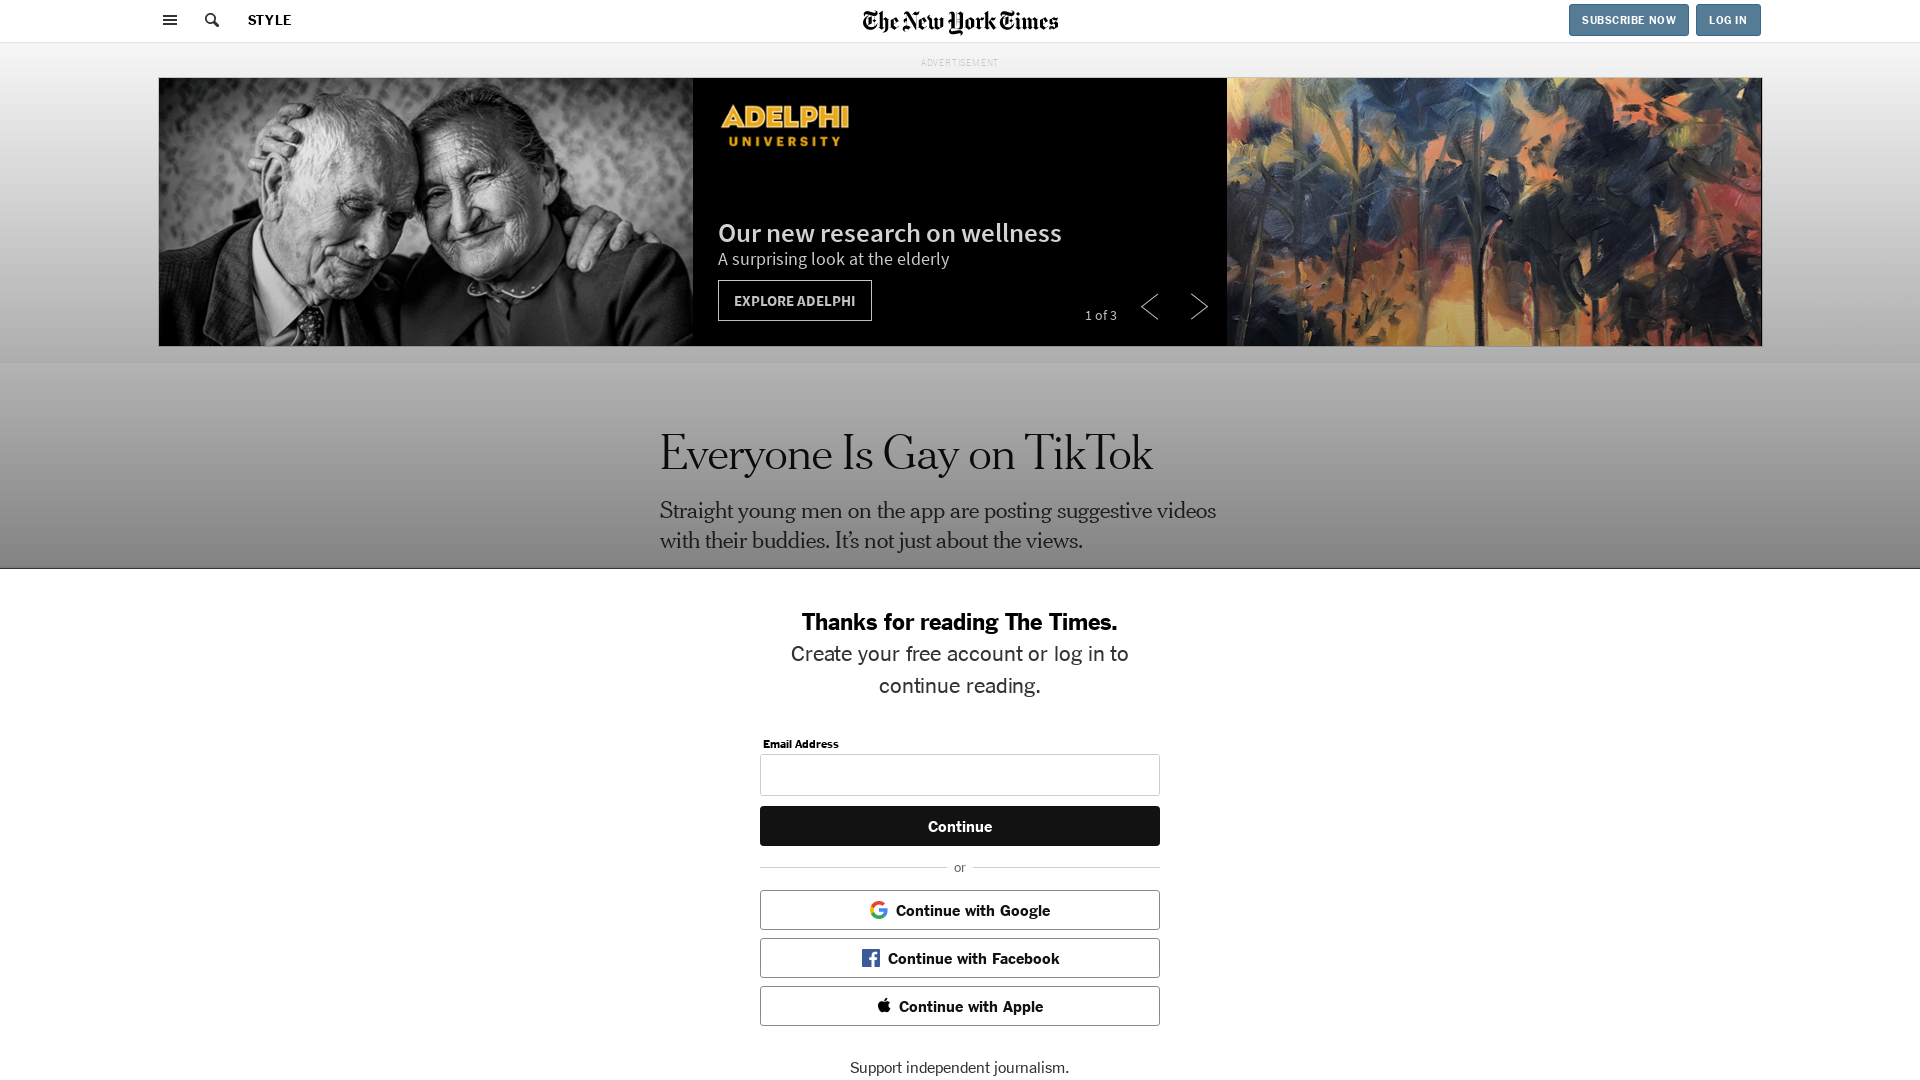 STYLE
The New York Times
SUBSCRIBE NOW
LOG IN
ADVERTISEMENT
ADELPHI
UNIVERSITY
Our new research on wellness
A surprising look at the elderly
EXPLORE ADELPHI
1 of 3
Everyone Is Gay on TikTok
Straight young men on the app are posting suggestive videos
with their buddies. It’s not just about the views.
Thanks for reading The Times.
Create your free account or log in to
continue reading.
Email Address
Continue
or
Continue with Google
Continue with Facebook
Continue with Apple
Support independent journalism.